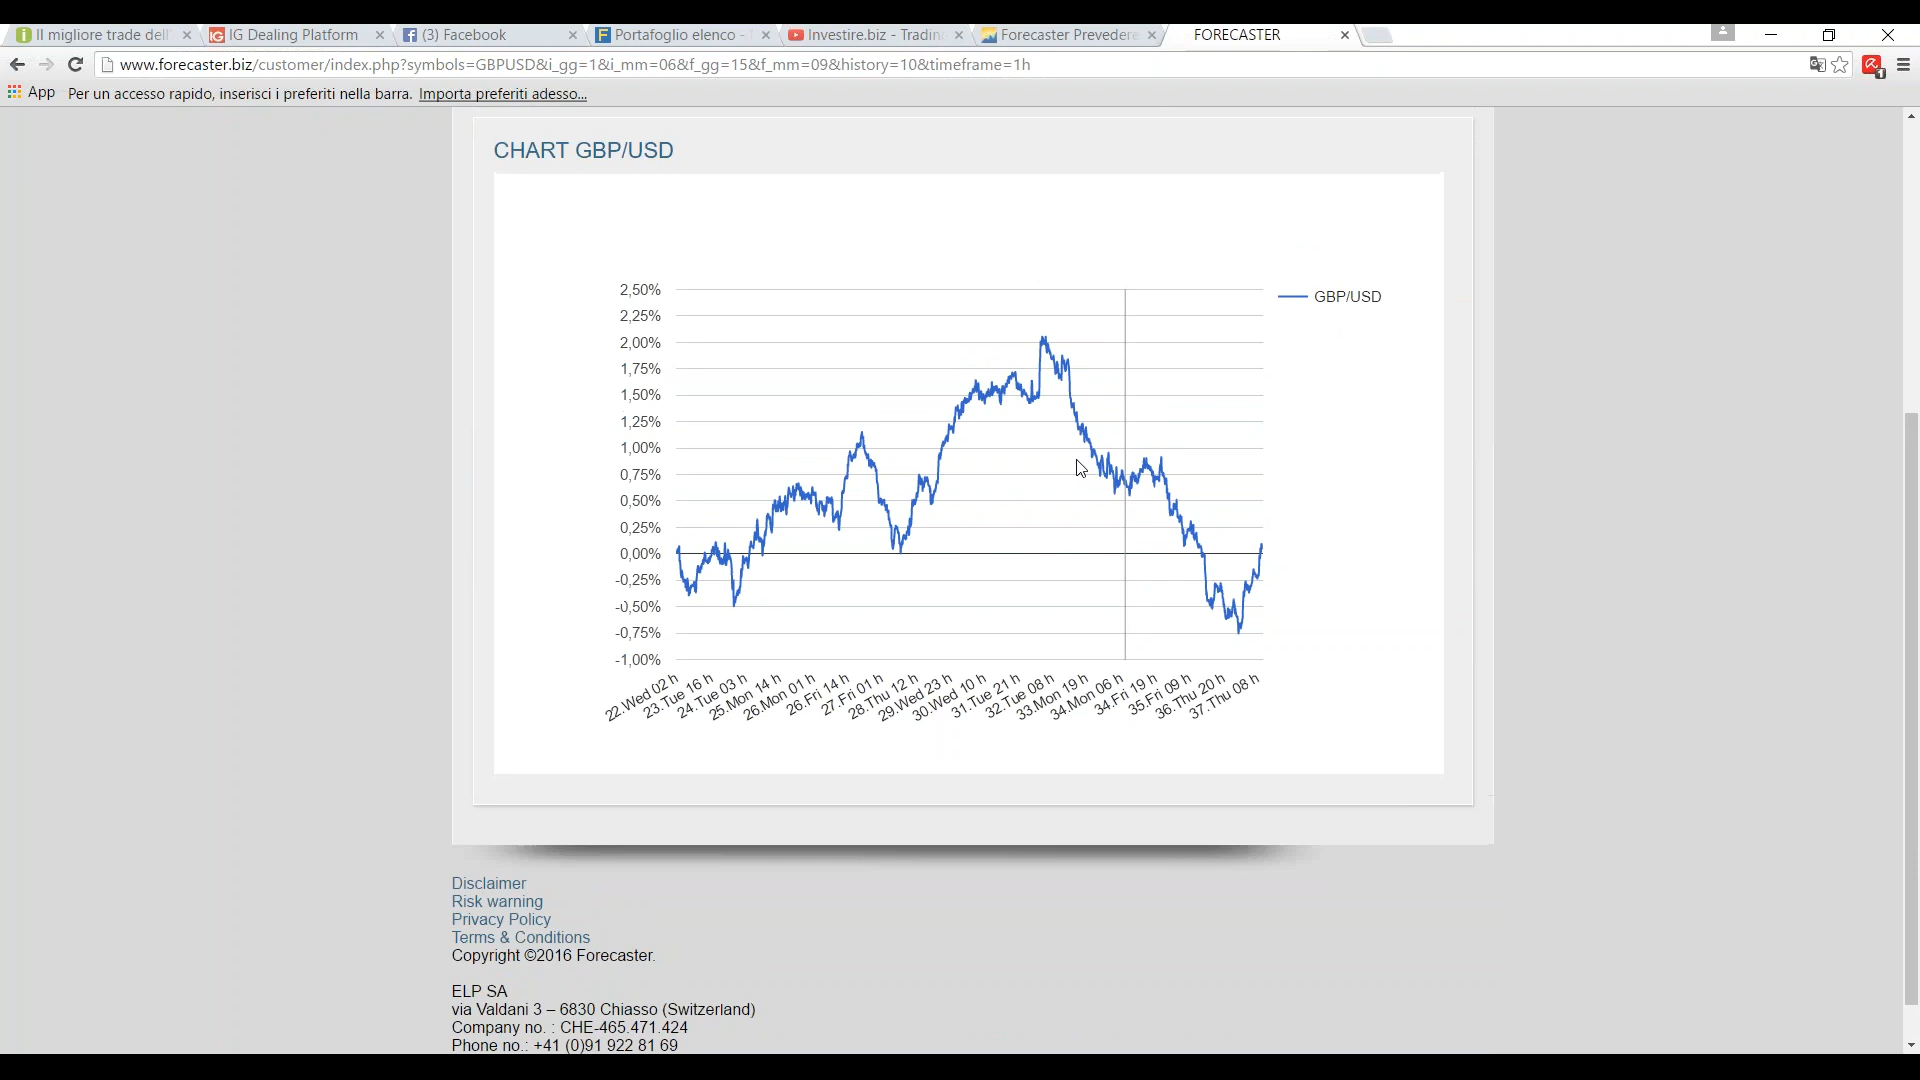 Il migliore trade dell'
IG Dealing Platform
(3) Facebook
Portafoglio elenco -
Investire.biz - Trading
Forecaster Prevedere
FORECASTER
www.forecaster.biz/customer/index.php?symbols=GBPUSD&i_gg=1&i_mm=06&f_gg=15&f_mm=09&history=10&timeframe=1h
App Per un accesso rapido, inserisci i preferiti nella barra. Importa preferiti adesso...
CHART GBP/USD
2,50%
GBP/USD
2,25%
2,00%
1,75%
1,50%
1,25%
1,00%
0,75%
0,50%
0,25%
0,00%
-0,25%
-0,50%
-0,75%
-1,00%
22.Wed 02 h
23.Tue 16 h
24.Tue 03 h
25.Mon 14 h
26.Mon 01 h
26.Fri 14 h
27.Fri 01 h
28.Thu 12 h
29.Wed 23 h
30.Wed 10 h
31.Tue 21 h
32.Tue 08 h
33.Mon 19 h
34.Mon 06 h
34.Fri 19 h
35.Fri 09 h
36.Thu 20 h
37.Thu 08 h
Disclaimer
Risk warning
Privacy Policy
Terms & Conditions
Copyright ©2016 Forecaster.
ELP SA
via Valdani 3 – 6830 Chiasso (Switzerland)
Company no. : CHE-465.471.424
Phone no.: +41 (0)91 922 81 69